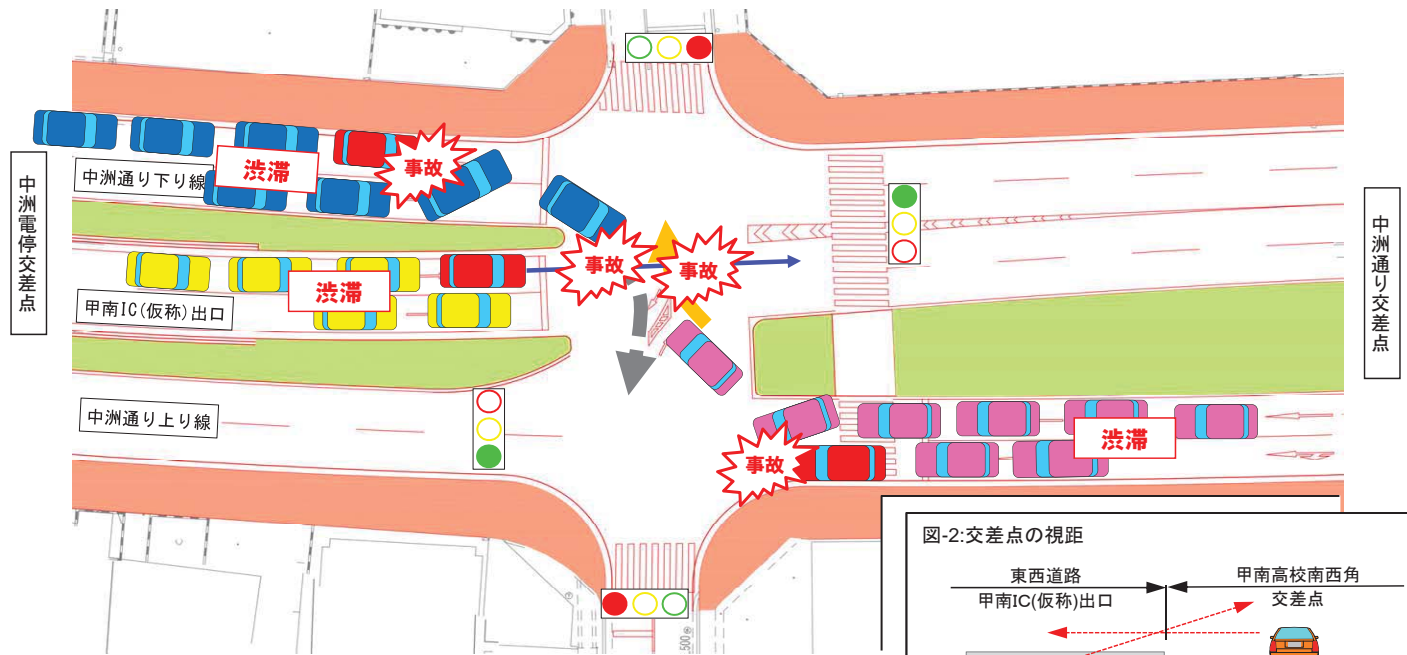 中洲電停交差点
中洲通り下り線
渋滞
事故
事故
事故
渋滞
甲南IC(仮称)出口
中洲通り上り線
中洲通り交差点
渋滞
事故
500
図-2:交差点の視距
東西道路
甲南IC(仮称)出口
甲南高校南西角
交差点